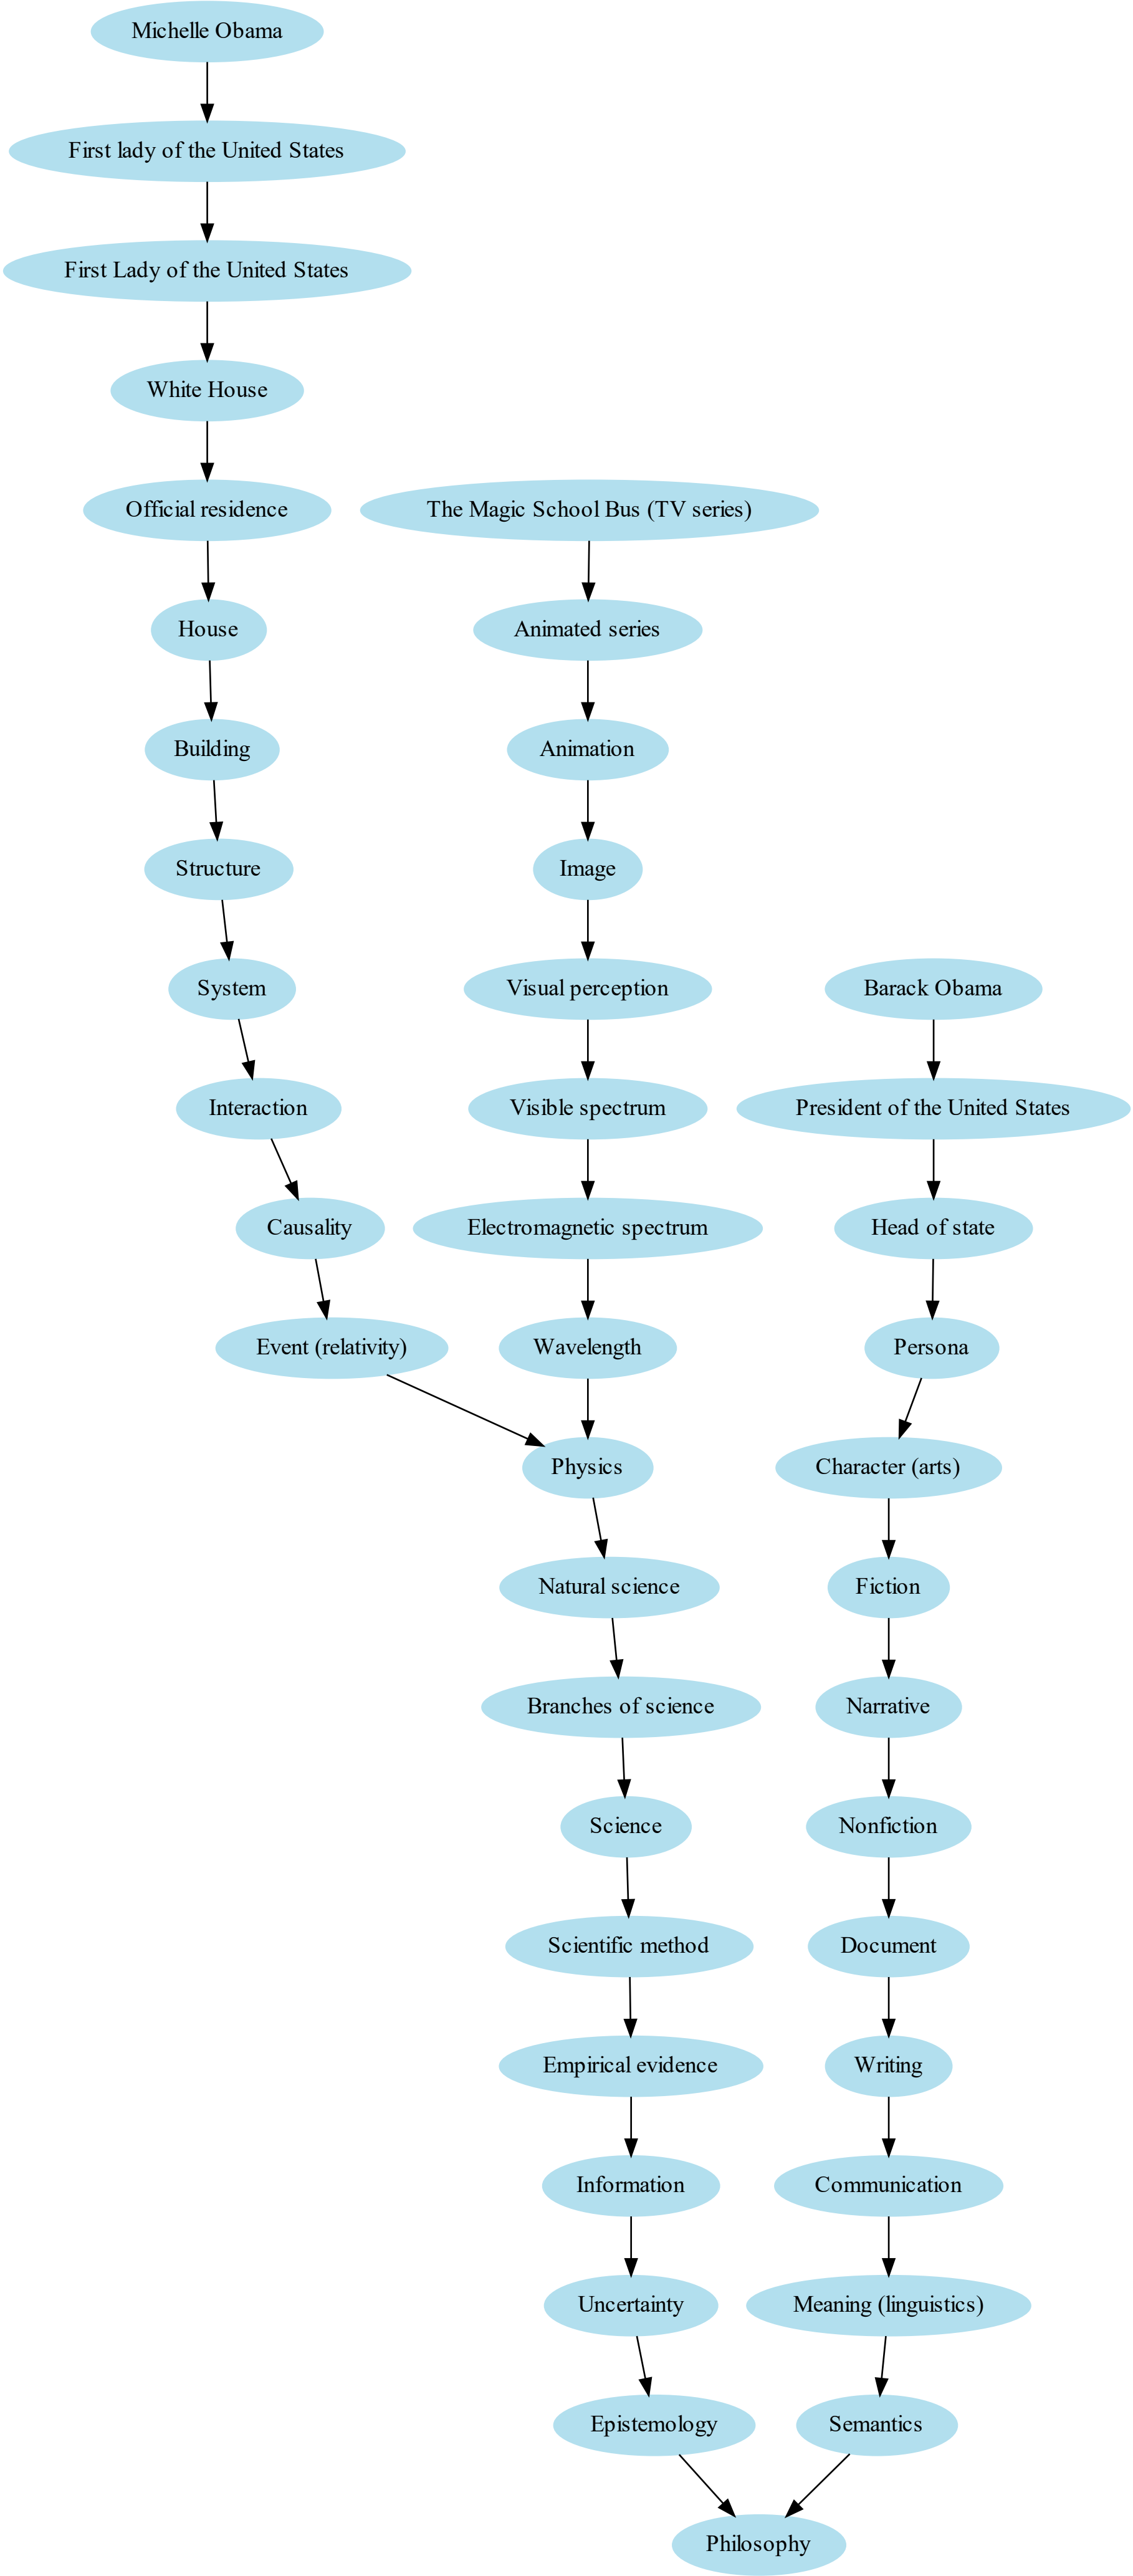 Michelle Obama
First lady of the United States
First Lady of the United States
White House
Official residence
The Magic School Bus (TV series)
House
Animated series
Building
Animation
Structure
Image
System
Visual perception
Barack Obama
Interaction
Visible spectrum
President of the United States
Causality
Electromagnetic spectrum
Head of state
Event (relativity)
Wavelength
Persona
Physics
Character (arts)
Natural science
Fiction
Branches of science
Narrative
Science
Nonfiction
Scientific method
Document
Empirical evidence
Writing
Information
Communication
Uncertainty
Meaning (linguistics)
Epistemology
Semantics
Philosophy